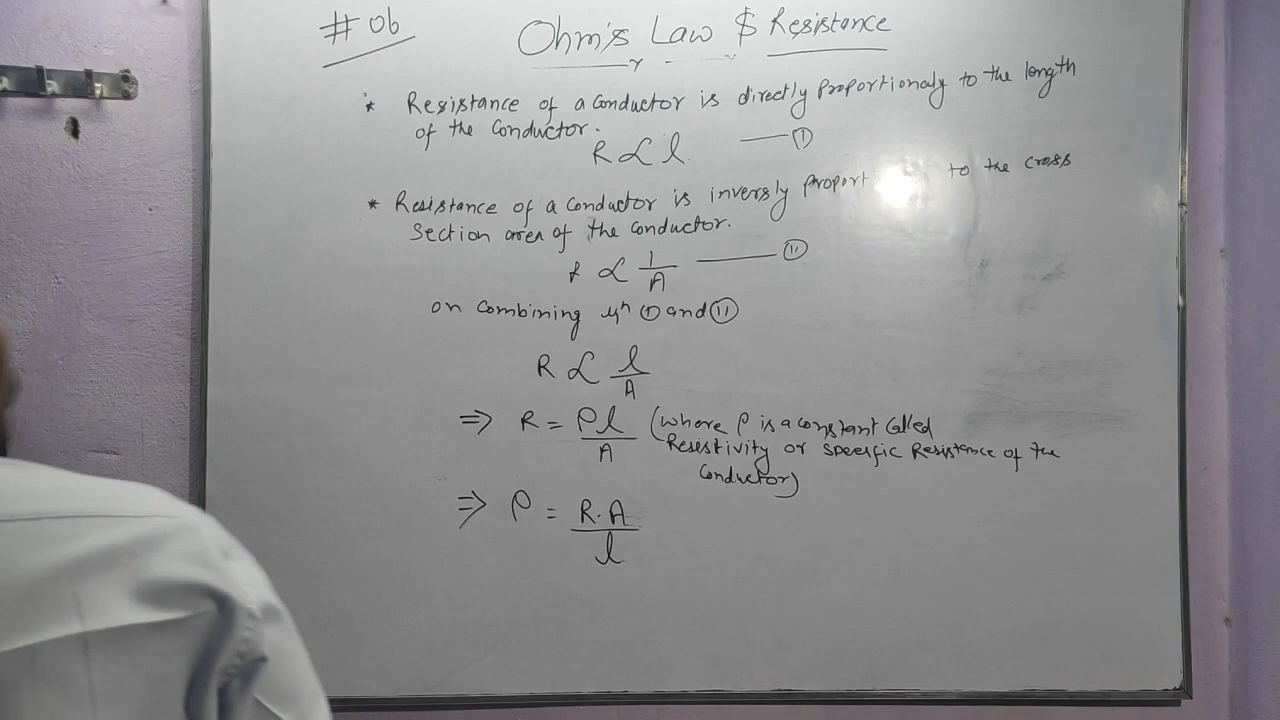 # 06
Ohm's Law $ Resistance
* Resistance of a conductor is directly proportionaly to the length
of the conductor.
R ∝ l —— (I)
* Resistance of a conductor is inversly proport to the cross
section area of the conductor.
R ∝ 1/A —— (II)
on combining (I) and (II)
R ∝ l/A
⇒ R = ρl/A (where ρ is a constant called
Resistivity or specific Resistance of the
conductor)
⇒ ρ = R.A/l